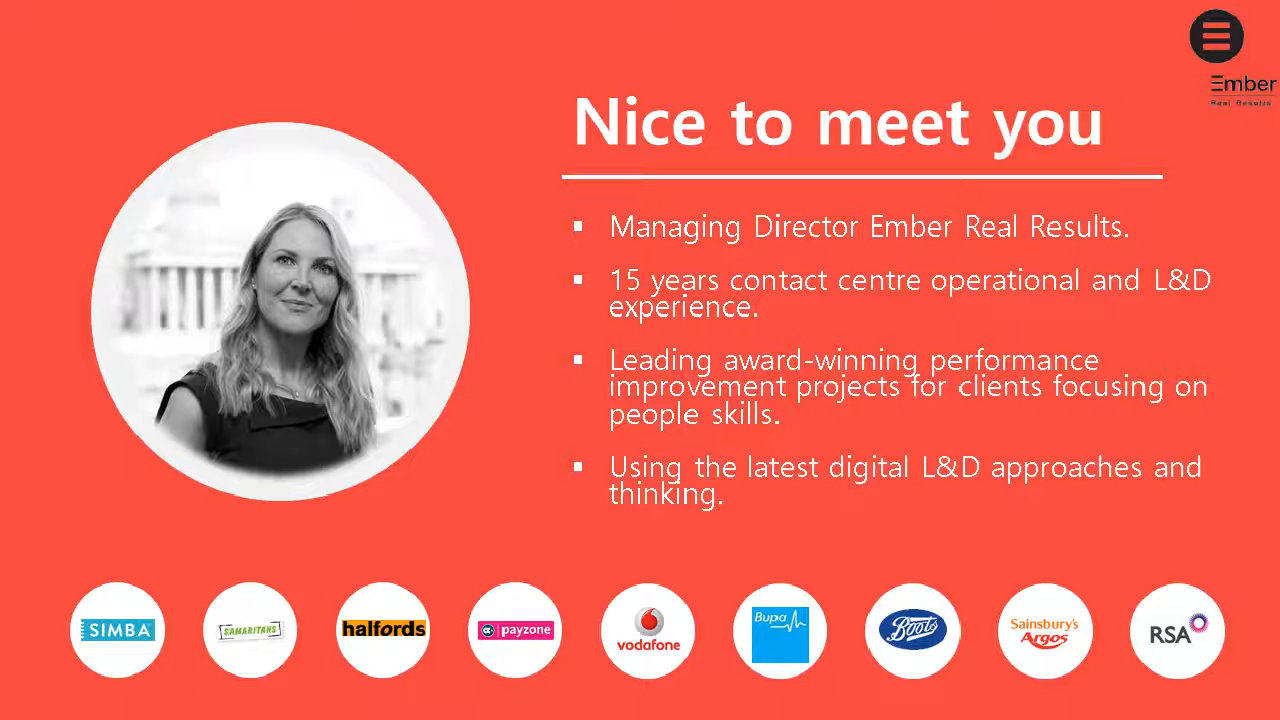 Ember
Real Results
Nice to meet you
▪ Managing Director Ember Real Results.
▪ 15 years contact centre operational and L&D
experience.
▪ Leading award-winning performance
improvement projects for clients focusing on
people skills.
▪ Using the latest digital L&D approaches and
thinking.
SIMBA
SAMARITANS
halfords
payzone
vodafone
Bupa
Boots
Sainsbury's
Argos
RSA